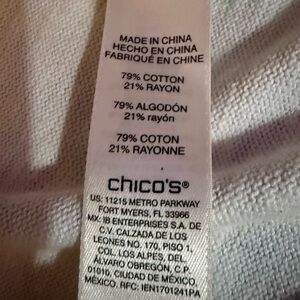 MADE IN CHINA
HECHO EN CHINA
FABRIQUÉ EN CHINE
79% COTTON
21% RAYON
79% ALGODÓN
21% rayón
79% COTON
21% RAYONNE
chico's®
US: 11215 METRO PARKWAY
FORT MYERS, FL 33966
MX: IB ENTERPRISES S.A. DE
C.V. CALZADA DE LOS
LEONES NO. 170, PISO 1,
COL. LOS ALPES, DEL.
ÁLVARO OBREGÓN, C.P.
01010, CIUDAD DE MÉXICO,
MÉXICO. RFC: IEN1701241PA